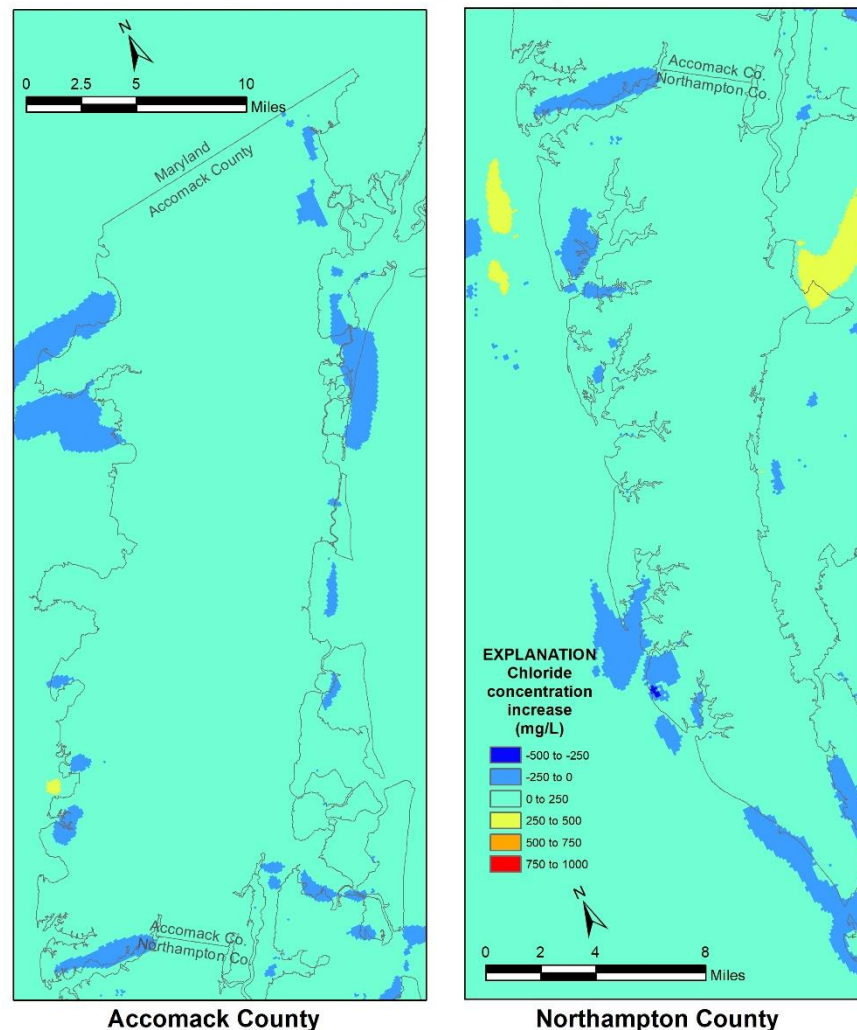 N
0 2.5 5 10
Miles
Maryland
Accomack County
Accomack Co.
Northampton Co.
Accomack County
Accomack Co.
Northampton Co.
EXPLANATION
Chloride
concentration
increase
(mg/L)
-500 to -250
-250 to 0
0 to 250
250 to 500
500 to 750
750 to 1000
N
0 2 4 8
Miles
Northampton County